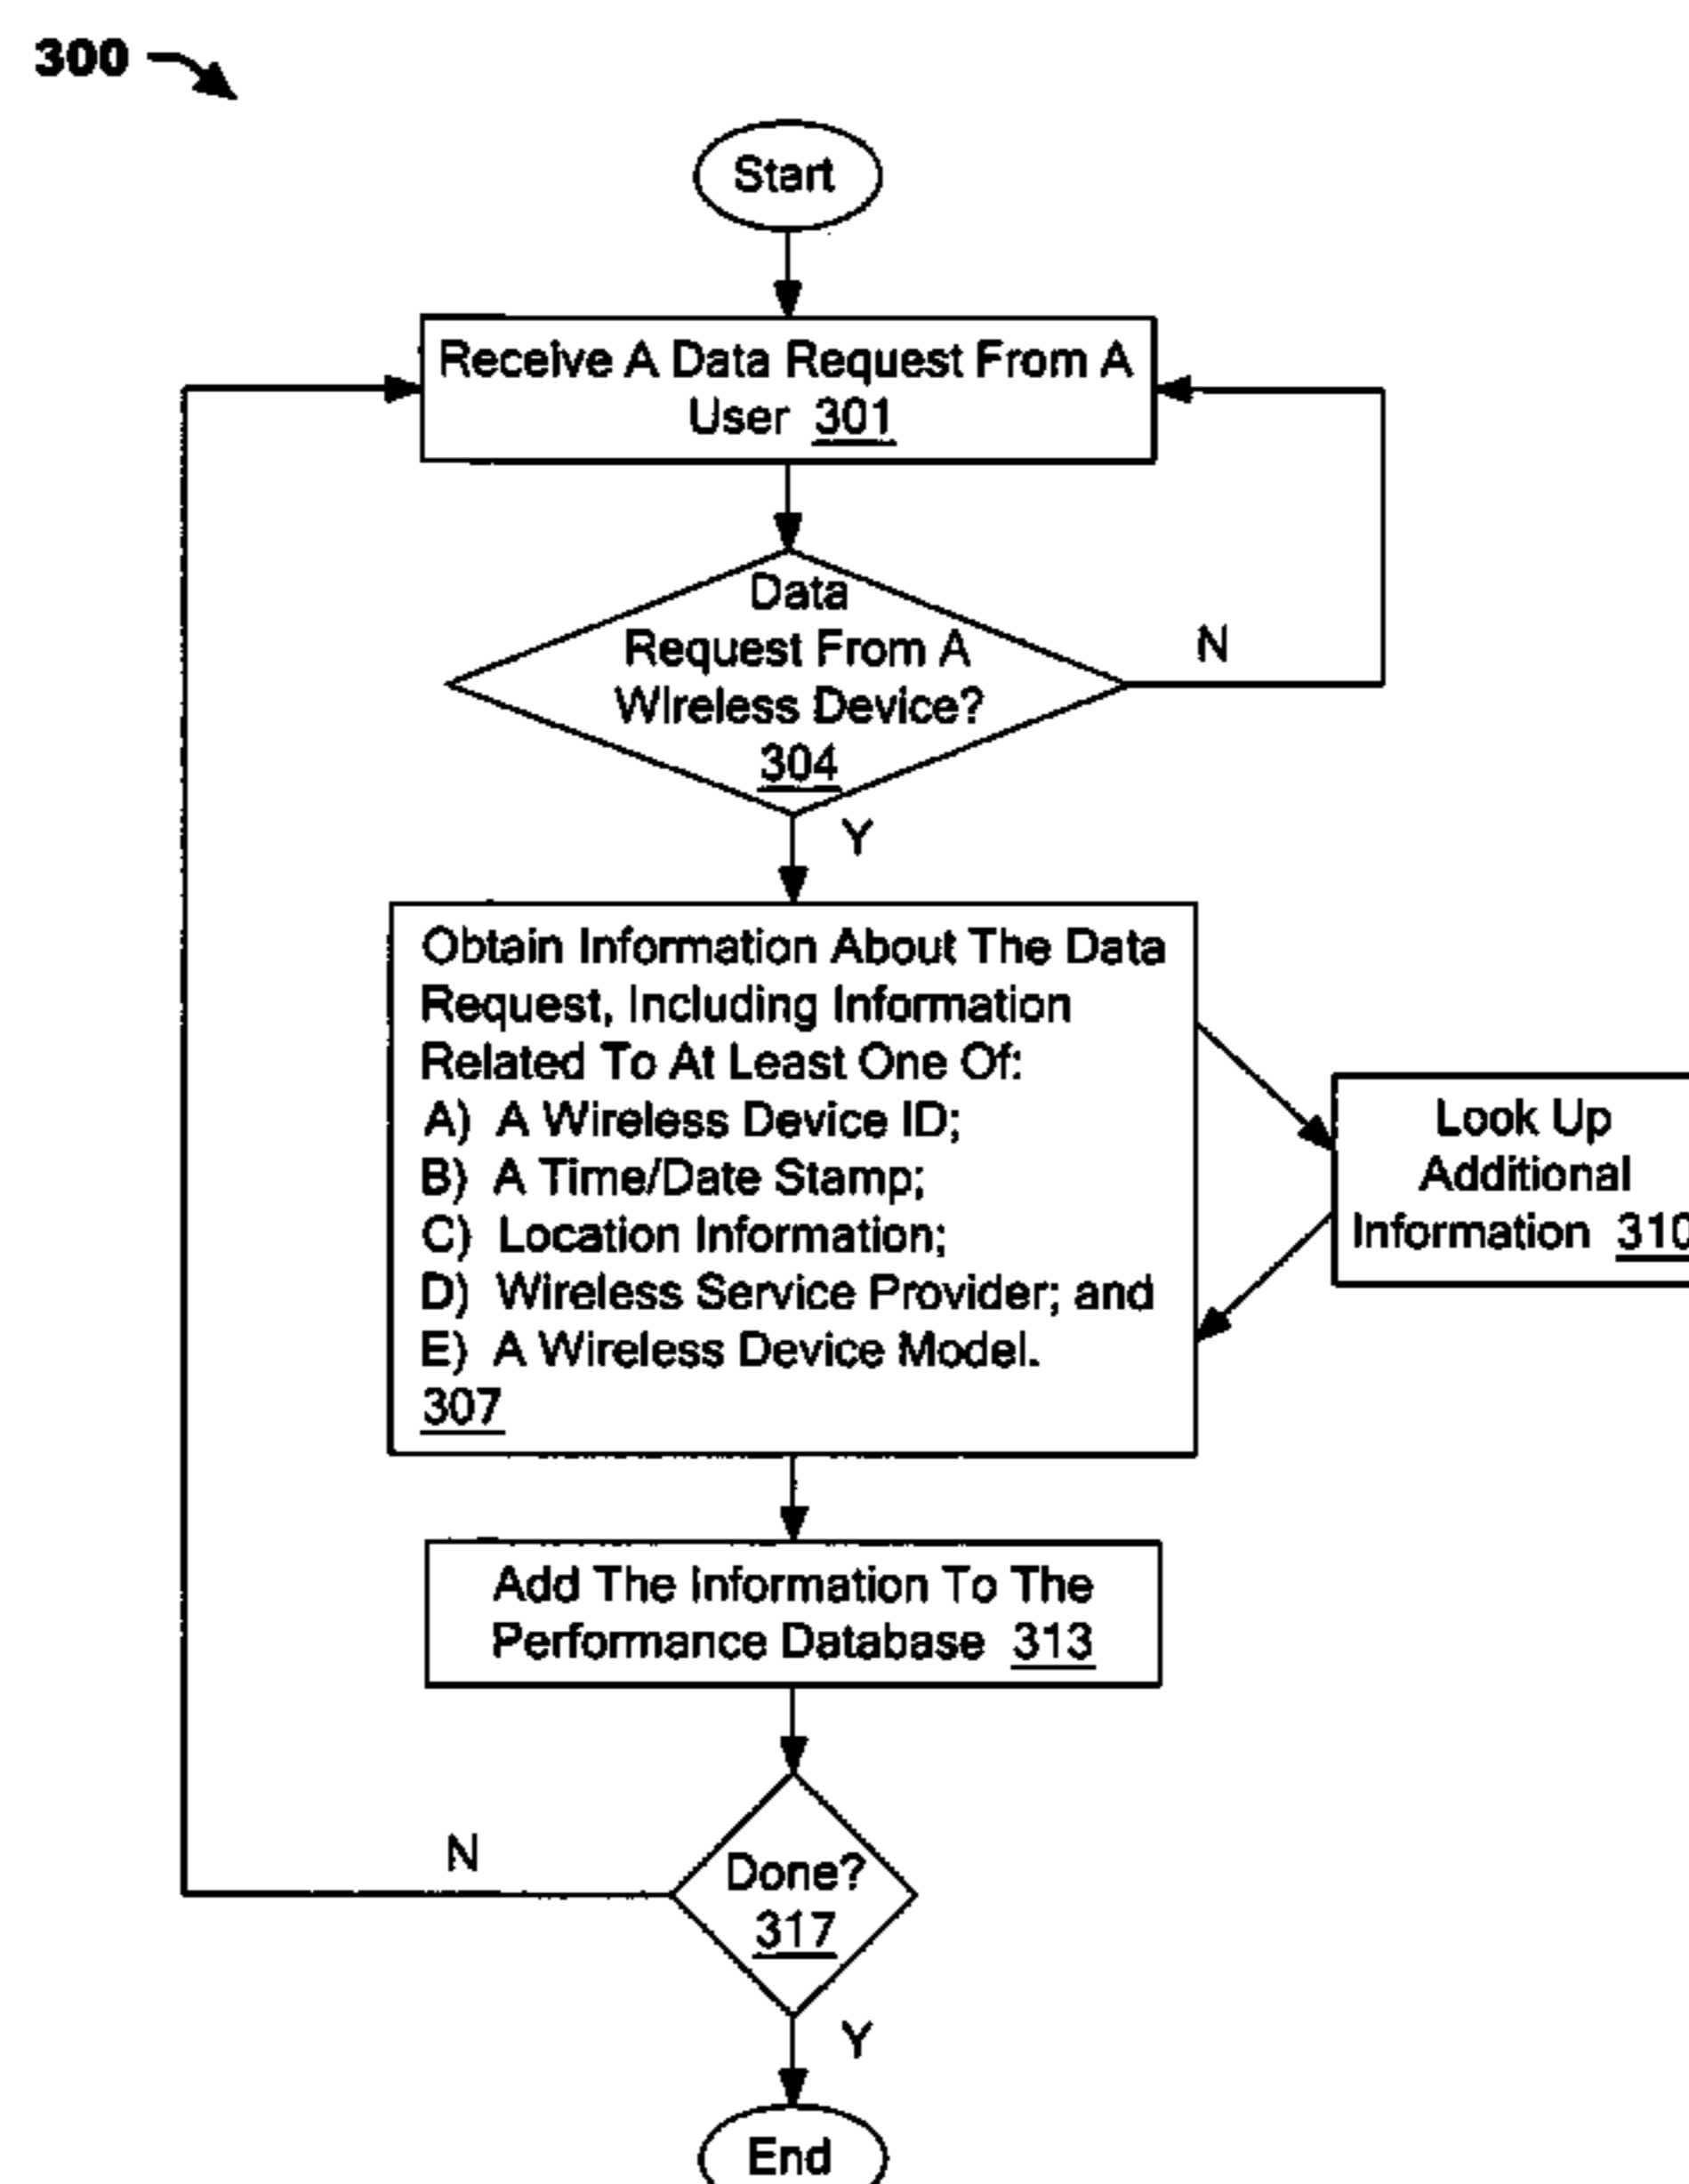 300
Start
Receive A Data Request From A
User 301
Data
Request From A
Wireless Device?
304
N
Y
Obtain Information About The Data
Request, Including Information
Related To At Least One Of:
A) A Wireless Device ID;
B) A Time/Date Stamp;
C) Location Information;
D) Wireless Service Provider; and
E) A Wireless Device Model.
307
Look Up
Additional
Information 310
Add The Information To The
Performance Database 313
N
Done?
317
Y
End